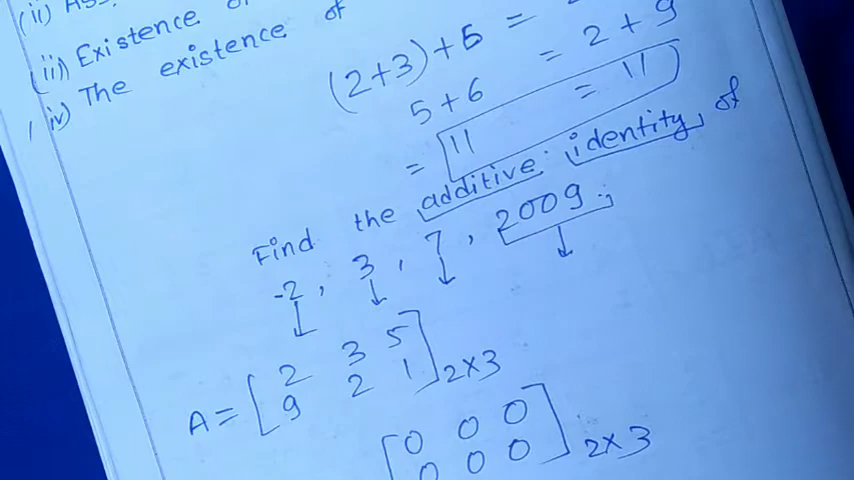 (ii)
(iii) Existence
iv) The existence of
(2+3)+6 =
5+6 = 2+9
= 11 = 11
Find the additive identity of
-2, 3, 7, 2009.
A = [2 3 5
9 2 1] 2×3
[0 0 0
0 0 0] 2×3